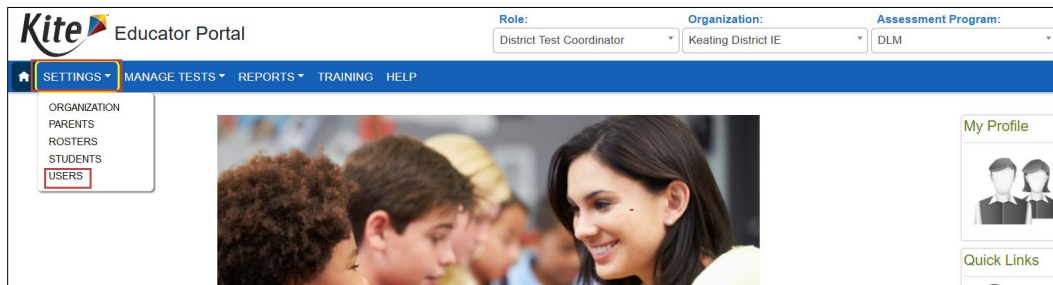 Kite Educator Portal
Role:
Organization:
Assessment Program:
District Test Coordinator
Keating District IE
DLM
SETTINGS MANAGE TESTS REPORTS TRAINING HELP
ORGANIZATION
PARENTS
ROSTERS
STUDENTS
USERS
My Profile
Quick Links